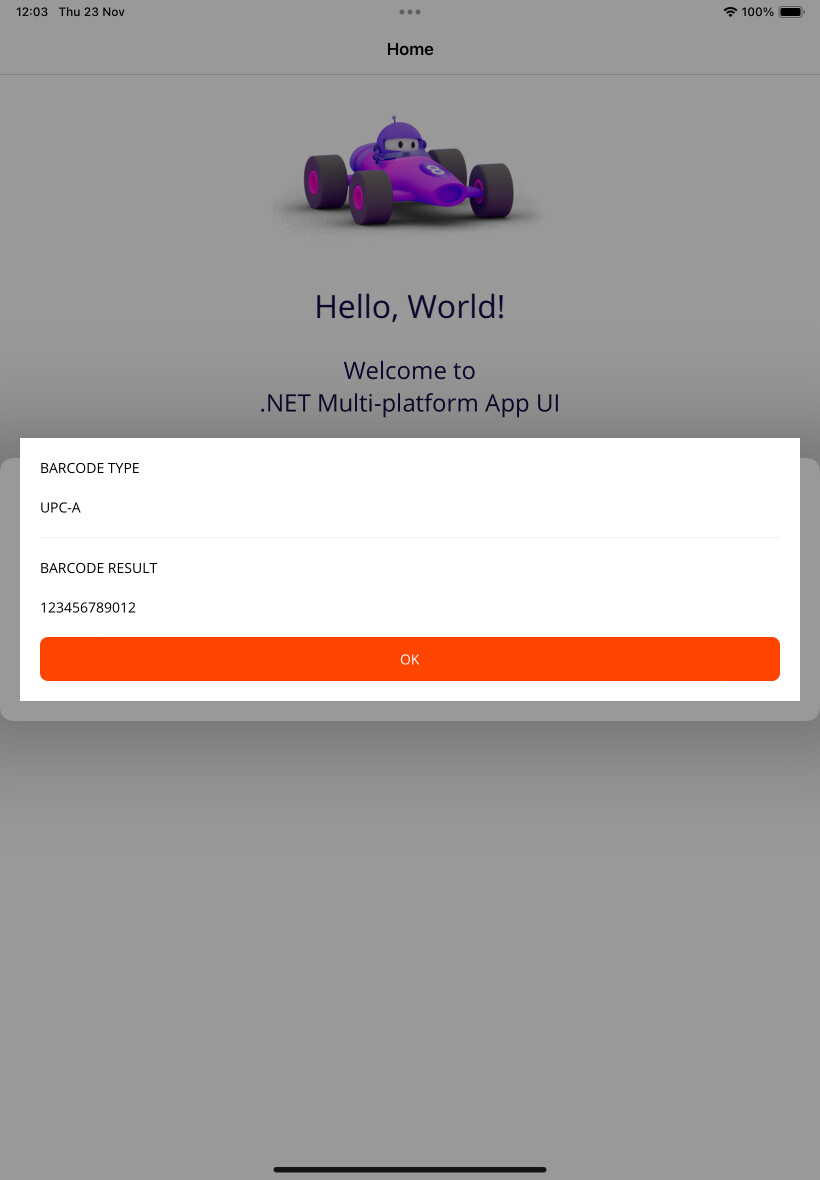 12:03 Thu 23 Nov 100%
Home
8
Hello, World!
Welcome to
.NET Multi-platform App UI
BARCODE TYPE
UPC-A
BARCODE RESULT
123456789012
OK